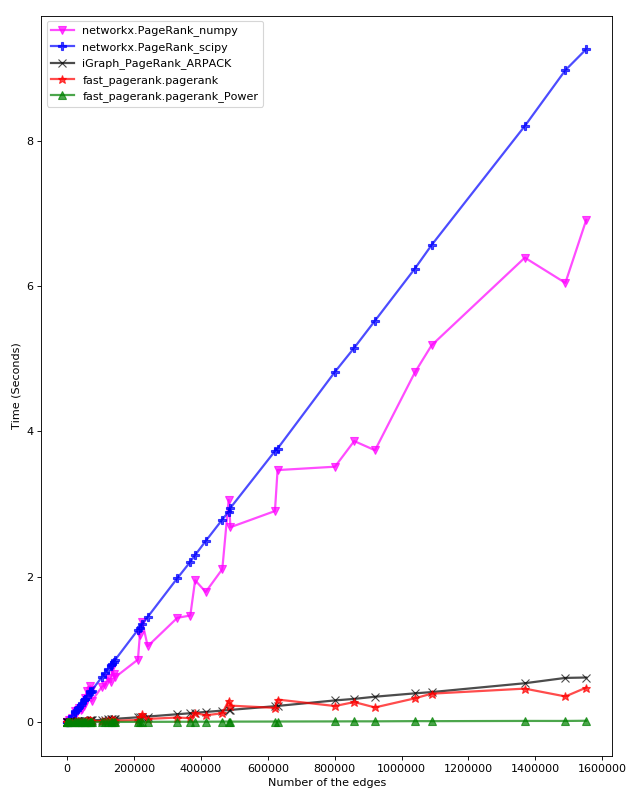 networkx.PageRank_numpy
networkx.PageRank_scipy
iGraph_PageRank_ARPACK
fast_pagerank.pagerank
fast_pagerank.pagerank_Power
8
6
4
2
0
Time (Seconds)
0 200000 400000 600000 800000 1000000 1200000 1400000 1600000
Number of the edges